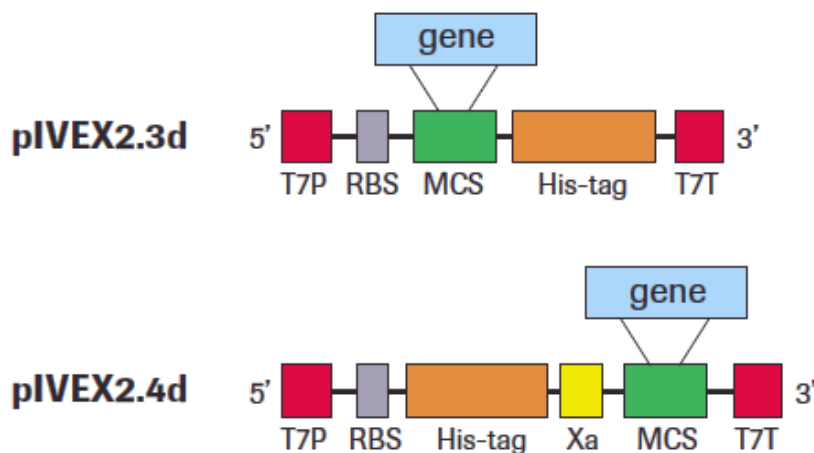 gene
pIVEX2.3d 5’ 3’
T7P RBS MCS His-tag T7T
gene
pIVEX2.4d 5’ 3’
T7P RBS His-tag Xa MCS T7T